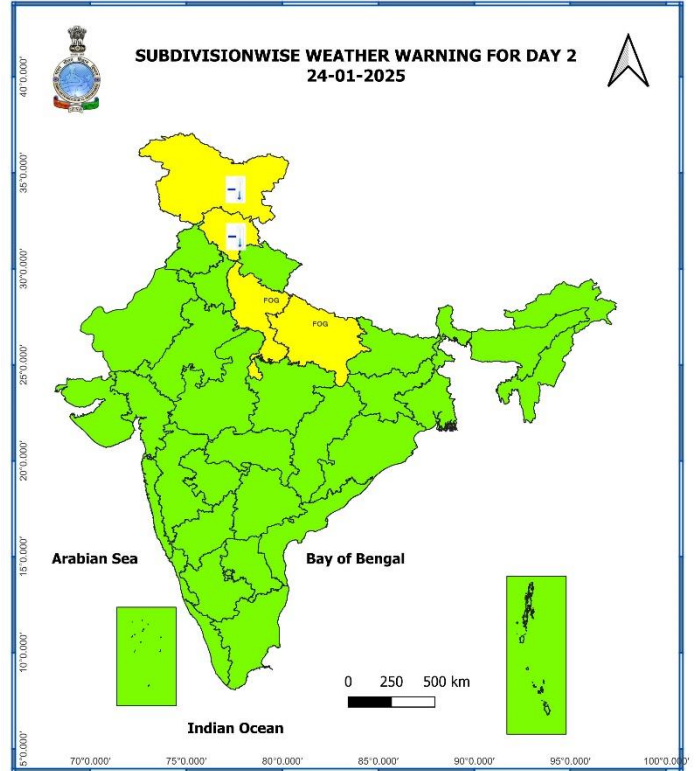 SUBDIVISIONWISE WEATHER WARNING FOR DAY 2
24-01-2025
40°0.000'
35°0.000'
30°0.000'
25°0.000'
20°0.000'
15°0.000'
10°0.000'
5°0.000'
FOG
FOG
Arabian Sea
Bay of Bengal
0 250 500 km
Indian Ocean
70°0.000' 75°0.000' 80°0.000' 85°0.000' 90°0.000' 95°0.000' 100°0.000'